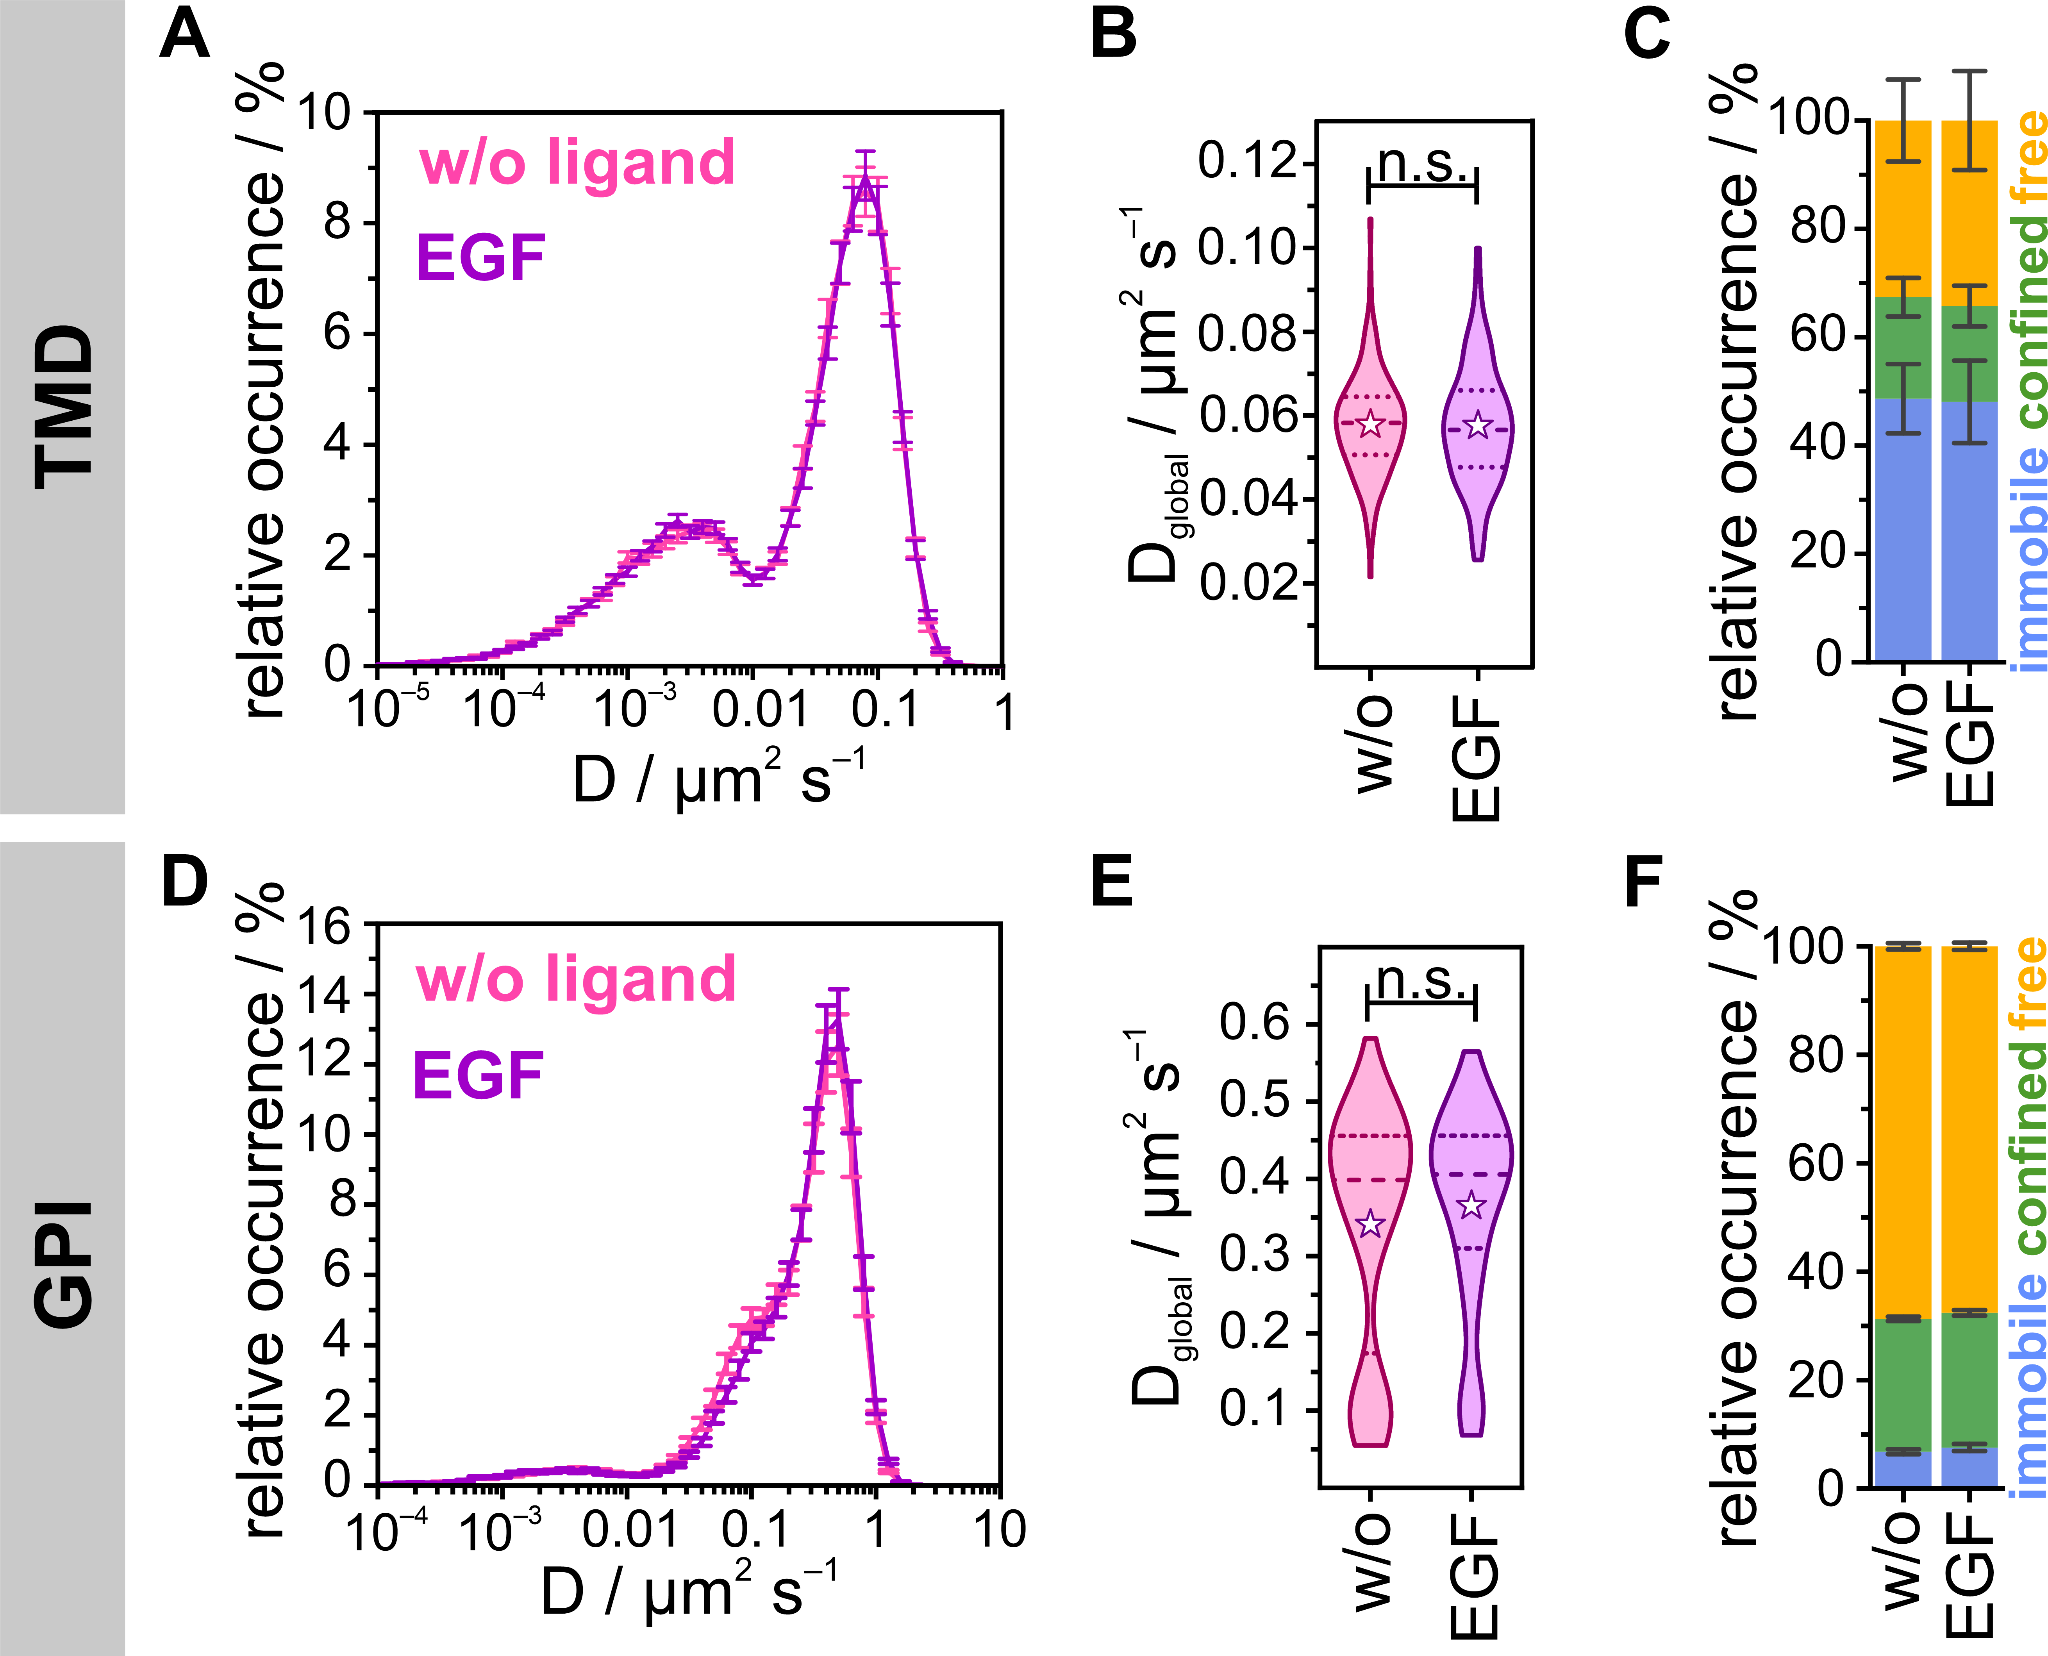 TMD
A
relative occurrence / %
10
8
6
4
2
0
w/o ligand
EGF
10⁻⁵ 10⁻⁴ 10⁻³ 0.01 0.1 1
D / µm² s⁻¹
B
D_global / µm² s⁻¹
0.12
0.10
0.08
0.06
0.04
0.02
n.s.
w/o
EGF
C
relative occurrence / %
100
80
60
40
20
0
w/o
EGF
immobile confined free
GPI
D
relative occurrence / %
16
14
12
10
8
6
4
2
0
w/o ligand
EGF
10⁻⁴ 10⁻³ 0.01 0.1 1 10
D / µm² s⁻¹
E
D_global / µm² s⁻¹
0.6
0.5
0.4
0.3
0.2
0.1
n.s.
w/o
EGF
F
relative occurrence / %
100
80
60
40
20
0
w/o
EGF
immobile confined free